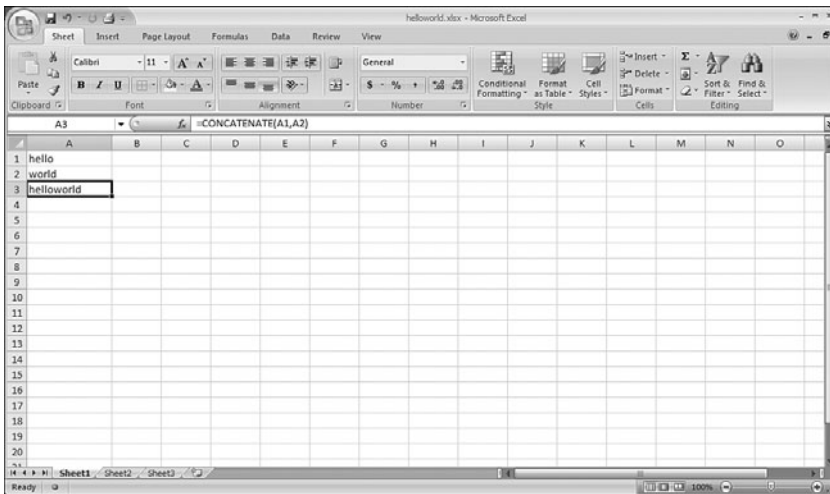 helloworld.xlsx - Microsoft Excel
Sheet Insert Page Layout Formulas Data Review View
Paste
Calibri 11
B I U
General
$ - %
Conditional Formatting
Format as Table
Cell Styles
Insert
Delete
Format
Sort & Filter
Find & Select
Clipboard Font Alignment Number Style Cells Editing
A3 fx =CONCATENATE(A1,A2)
A B C D E F G H I J K L M N O
1 hello
2 world
3 helloworld
4
5
6
7
8
9
10
11
12
13
14
15
16
17
18
19
20
Sheet1 Sheet2 Sheet3
Ready 100%